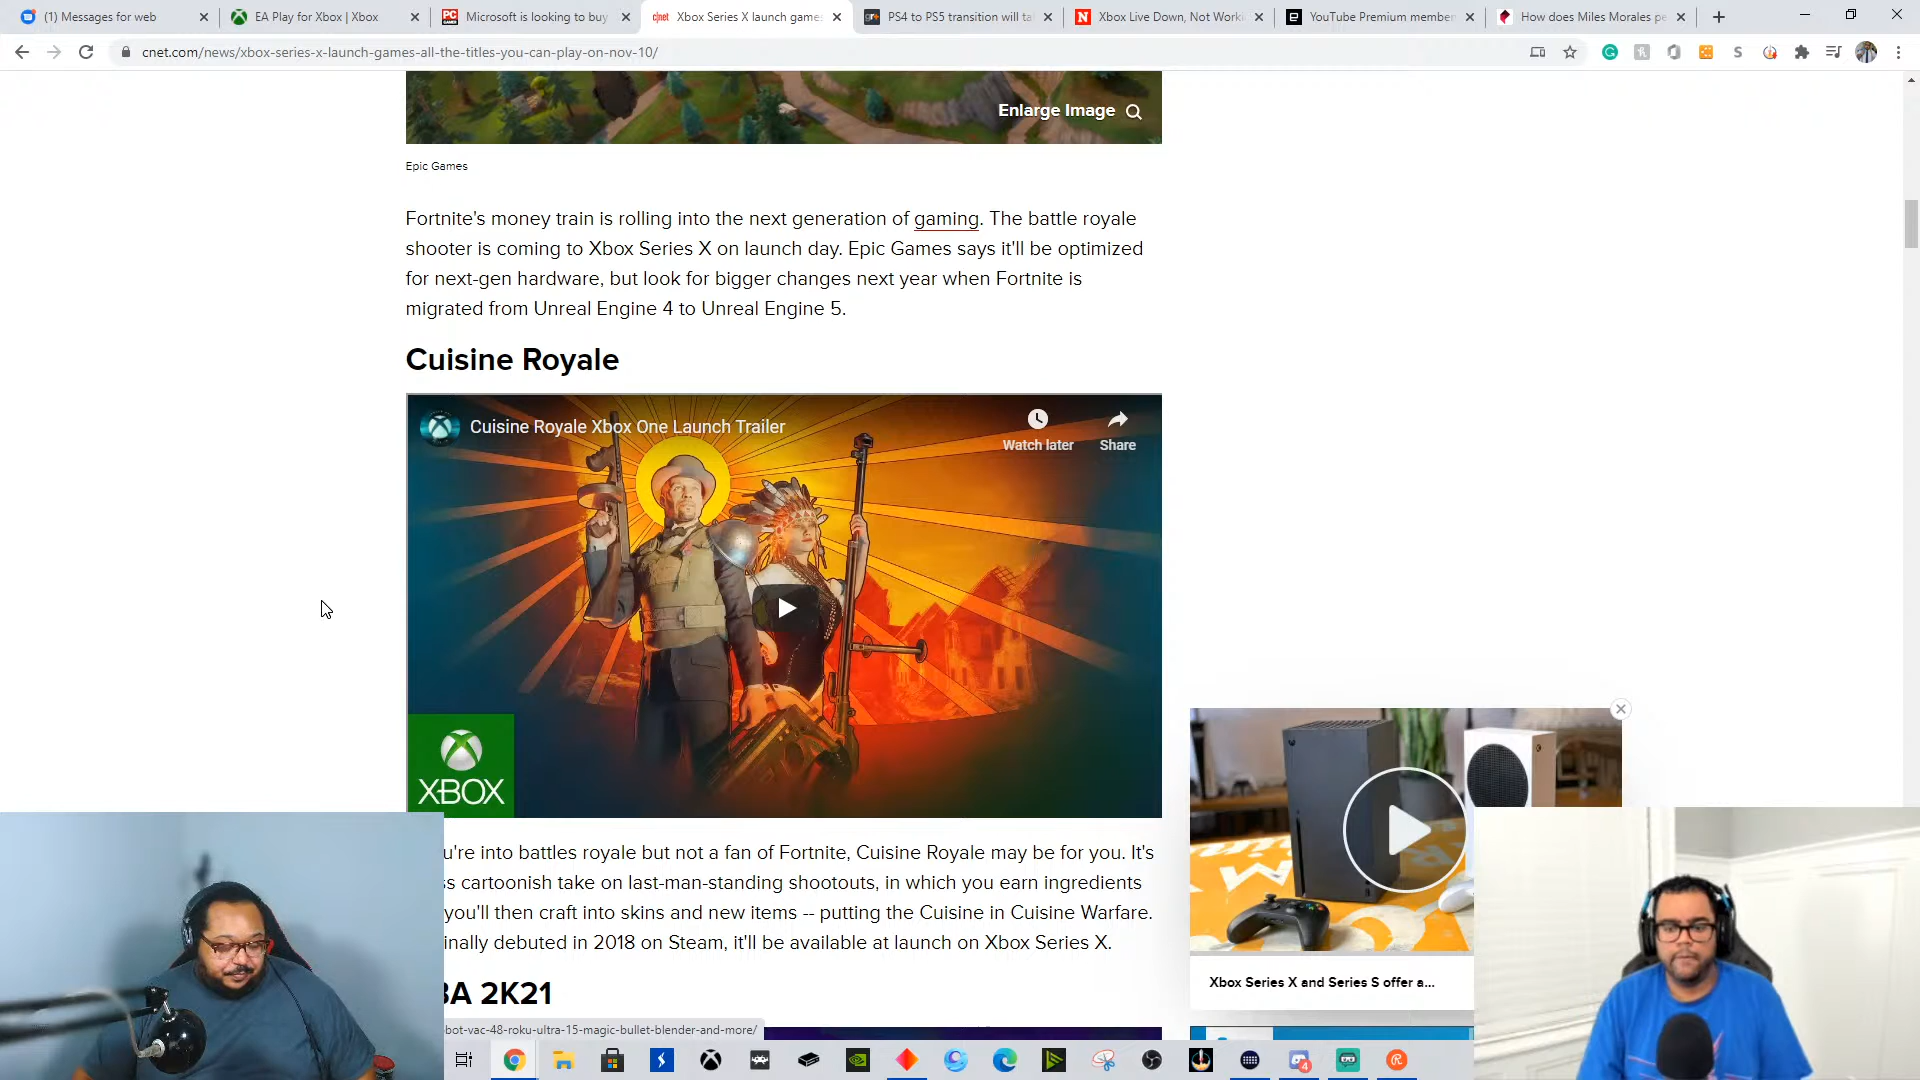 (1) Messages for web
EA Play for Xbox | Xbox
Microsoft is looking to buy
c|net Xbox Series X launch games
gr+ PS4 to PS5 transition will ta
N Xbox Live Down, Not Worki
YouTube Premium member
How does Miles Morales pe
cnet.com/news/xbox-series-x-launch-games-all-the-titles-you-can-play-on-nov-10/
Enlarge Image
Epic Games
Fortnite's money train is rolling into the next generation of gaming. The battle royale
shooter is coming to Xbox Series X on launch day. Epic Games says it'll be optimized
for next-gen hardware, but look for bigger changes next year when Fortnite is
migrated from Unreal Engine 4 to Unreal Engine 5.
Cuisine Royale
Cuisine Royale Xbox One Launch Trailer
Watch later
Share
XBOX
u're into battles royale but not a fan of Fortnite, Cuisine Royale may be for you. It's
ss cartoonish take on last-man-standing shootouts, in which you earn ingredients
you'll then craft into skins and new items -- putting the Cuisine in Cuisine Warfare.
inally debuted in 2018 on Steam, it'll be available at launch on Xbox Series X.
BA 2K21
Xbox Series X and Series S offer a...
bot-vac-48-roku-ultra-15-magic-bullet-blender-and-more/